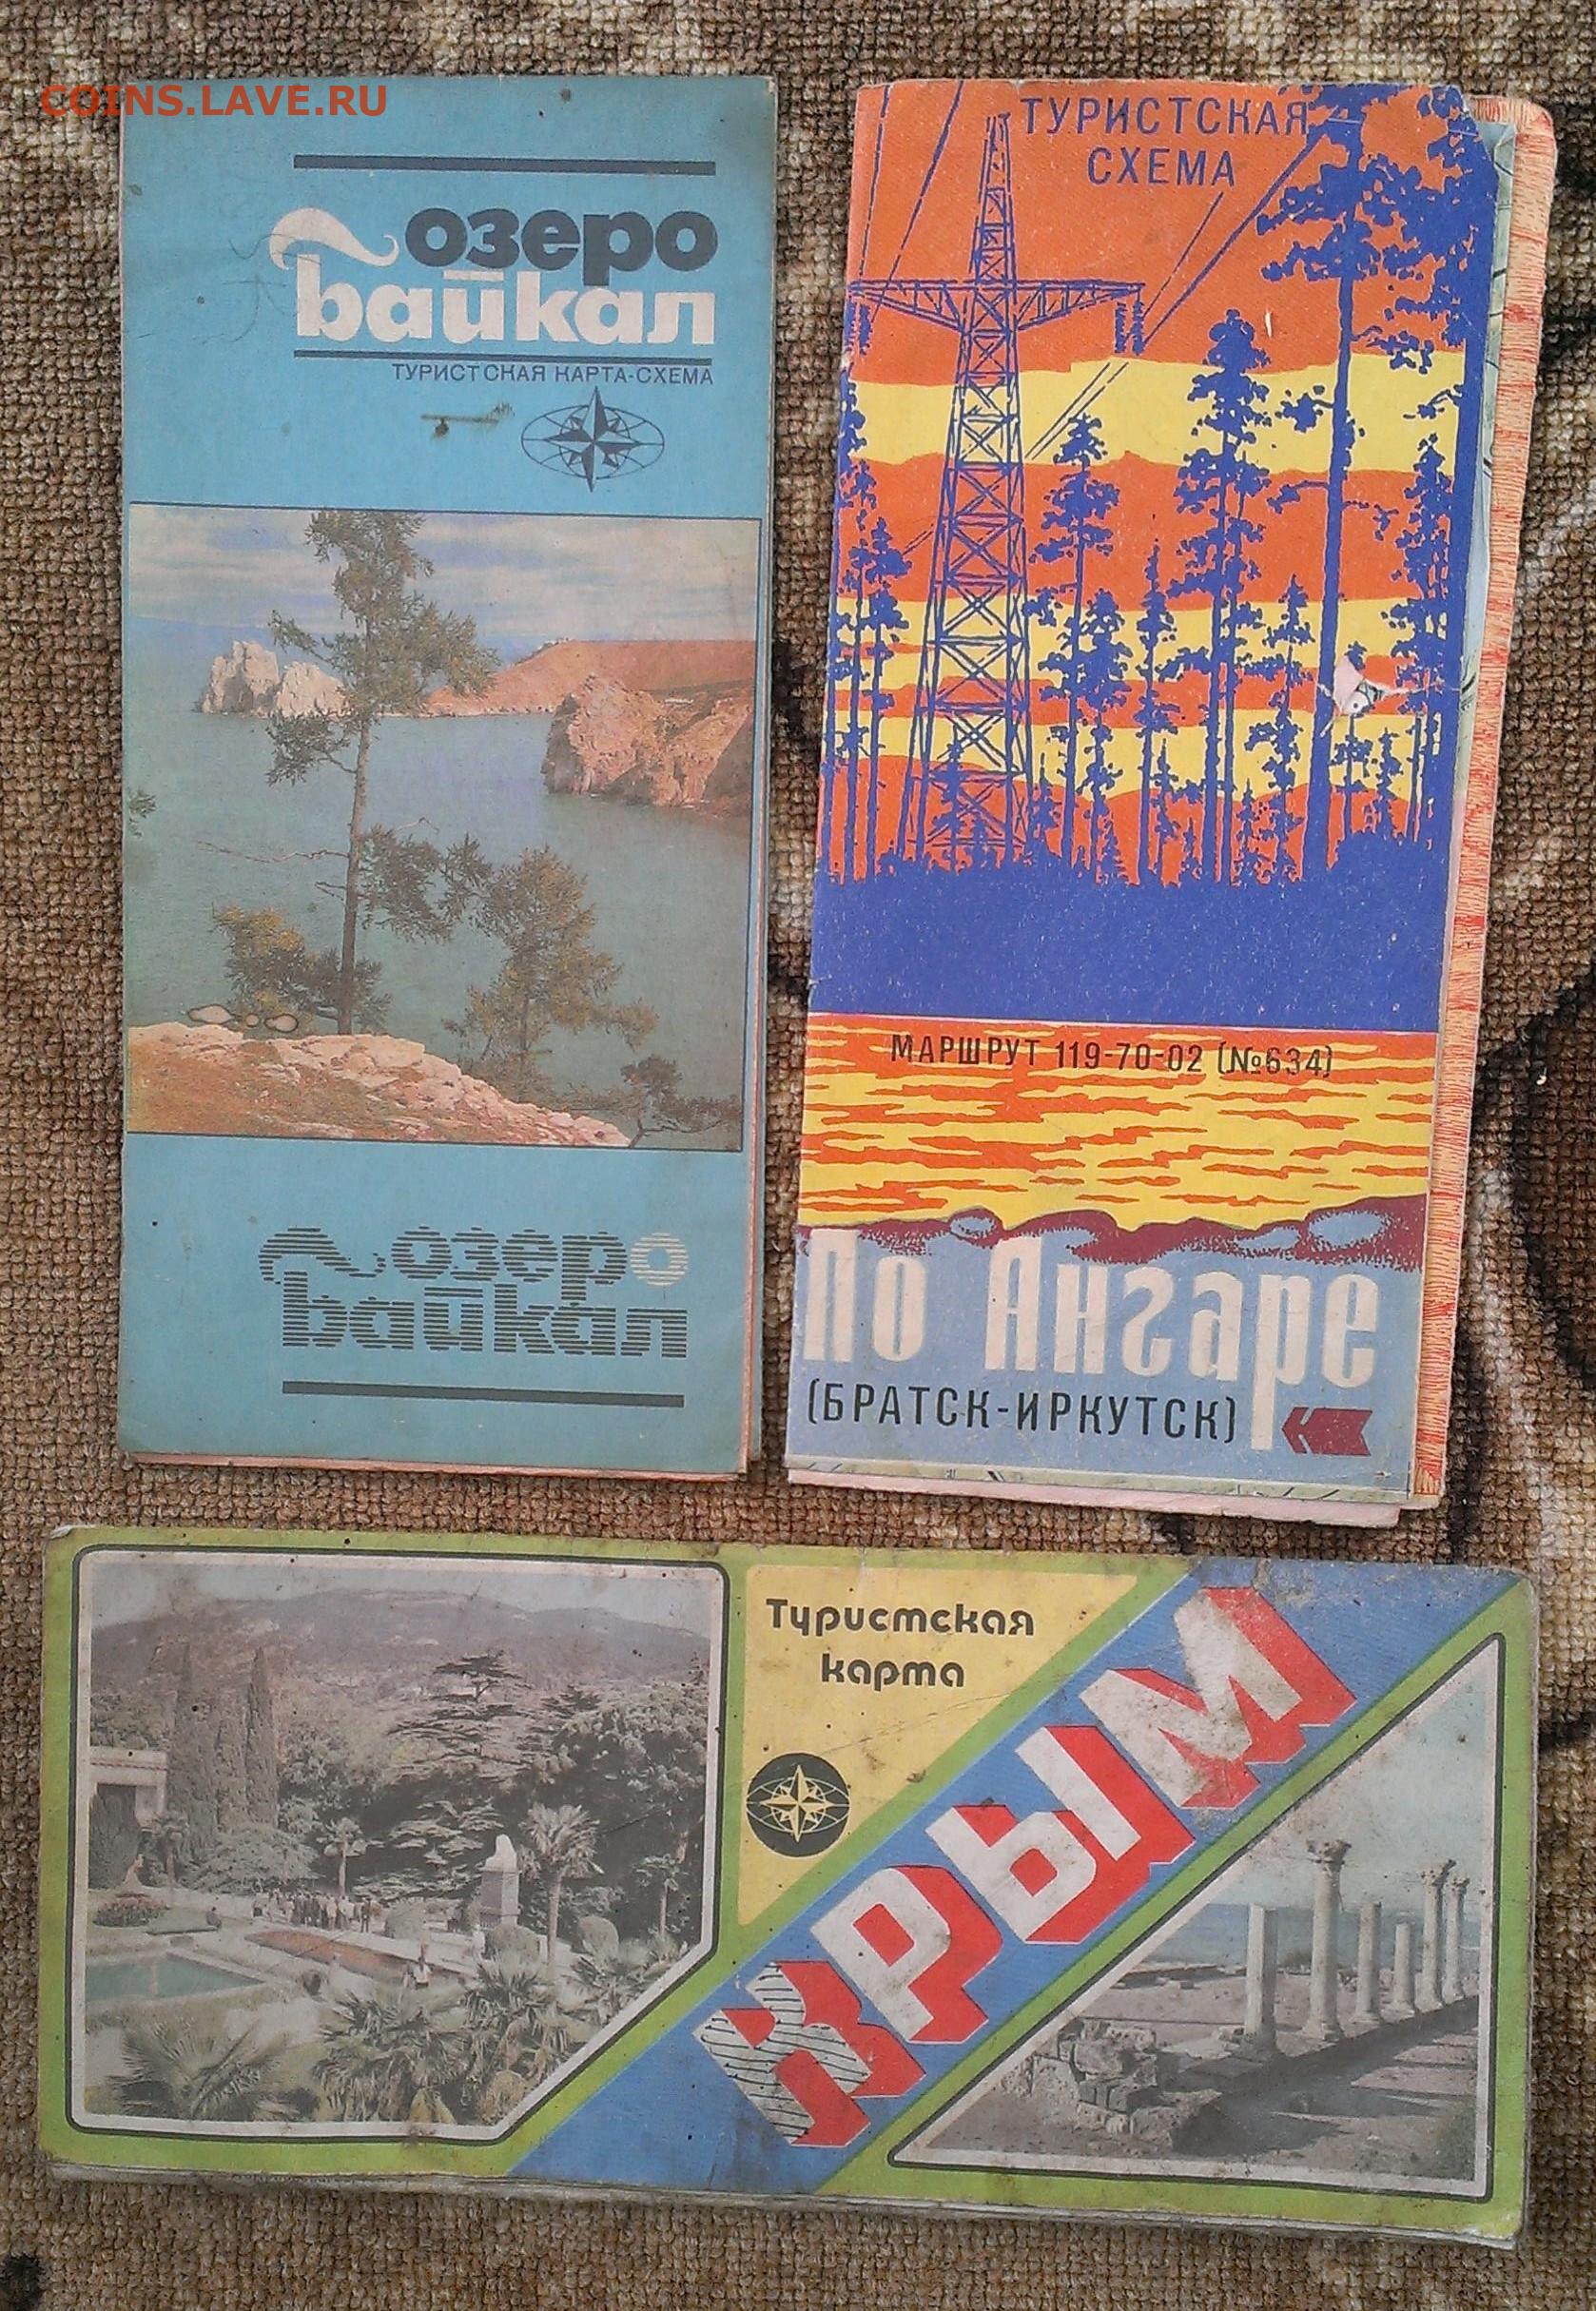 COINS.LAVE.RU
озеро
байкал
ТУРИСТСКАЯ КАРТА-СХЕМА
озеро
байкал
ТУРИСТСКАЯ
СХЕМА
МАРШРУТ 119-70-02 (№634)
По Ангаре
(БРАТСК-ИРКУТСК)
Туристская
карта
КРЫМ